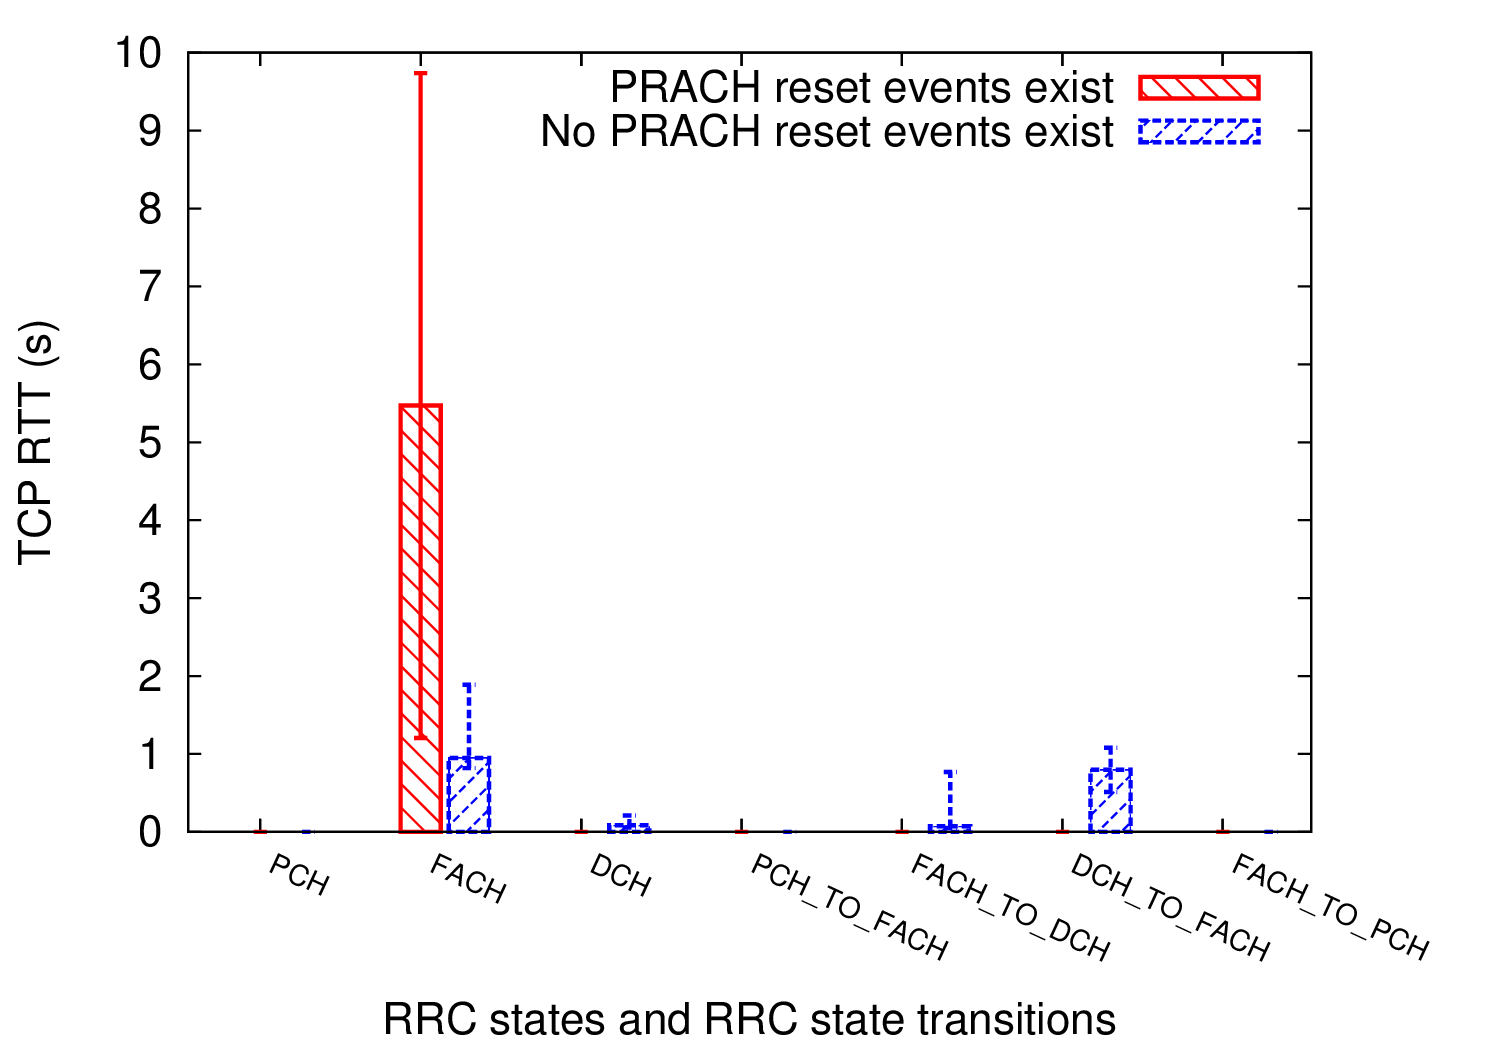 10
9
8
7
6
5
4
3
2
1
0
TCP RTT (s)
PRACH reset events exist
No PRACH reset events exist
PCH
FACH
DCH
PCH_TO_FACH
FACH_TO_DCH
DCH_TO_FACH
FACH_TO_PCH
RRC states and RRC state transitions